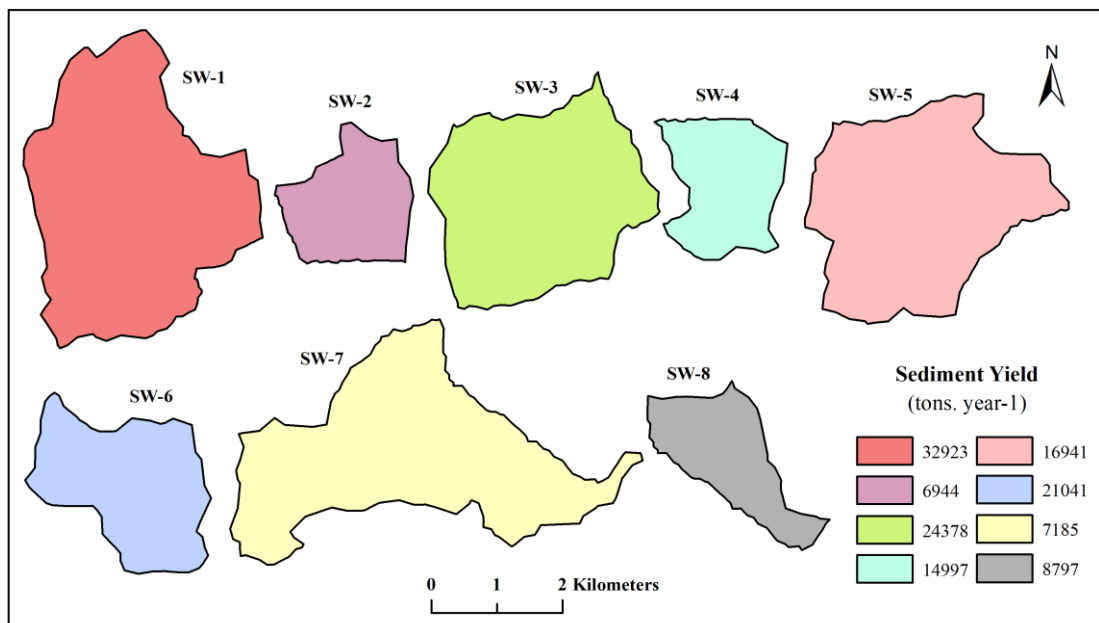 N
SW-1
SW-2
SW-3
SW-4
SW-5
SW-6
SW-7
SW-8
Sediment Yield
(tons. year-1)
32923
16941
6944
21041
24378
7185
14997
8797
0 1 2 Kilometers